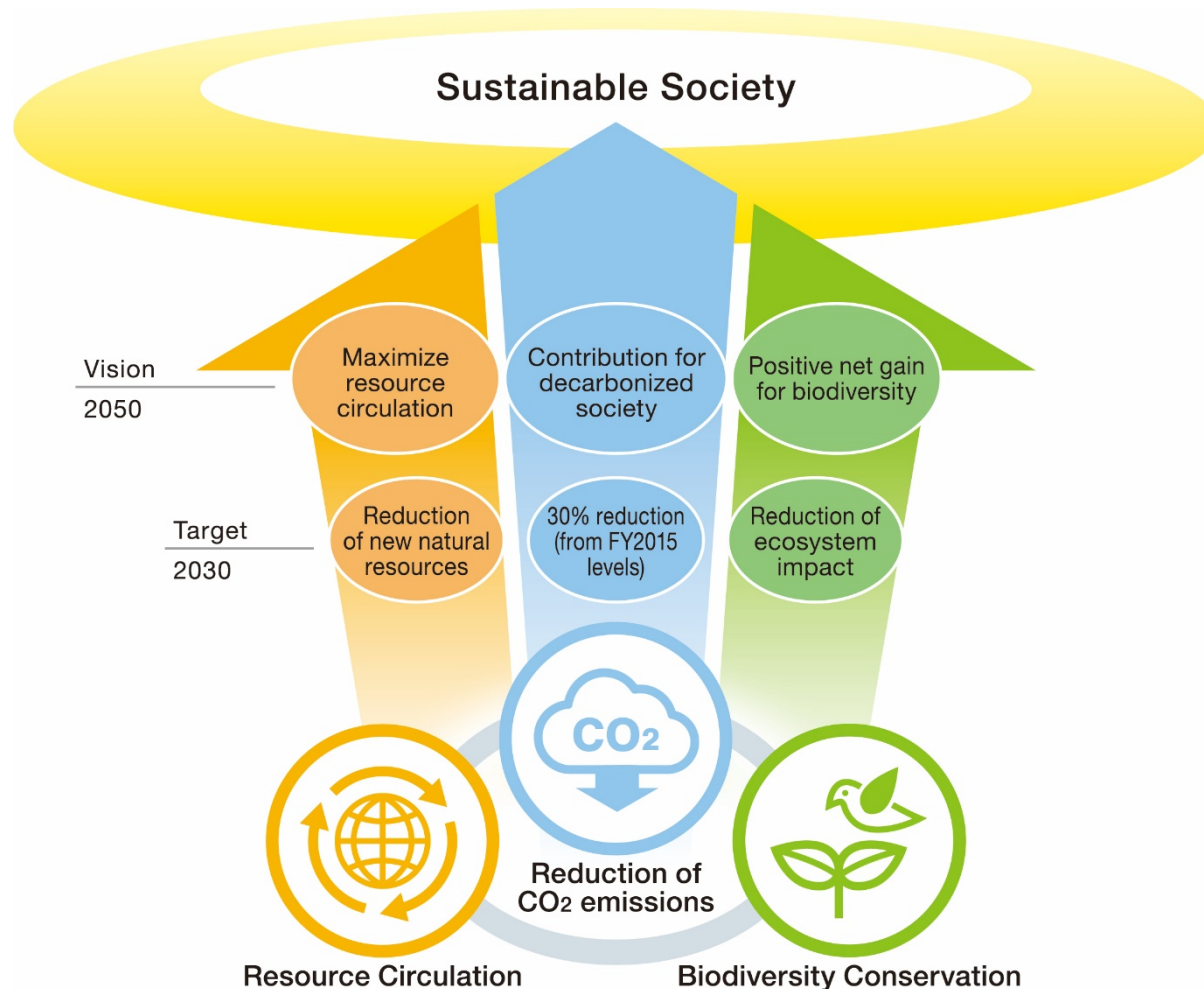 Sustainable Society
Vision
2050
Maximize
resource
circulation
Contribution for
decarbonized
society
Positive net gain
for biodiversity
Target
2030
Reduction
of new natural
resources
30% reduction
(from FY2015
levels)
Reduction of
ecosystem
impact
CO₂
Reduction of
CO₂ emissions
Resource Circulation
Biodiversity Conservation